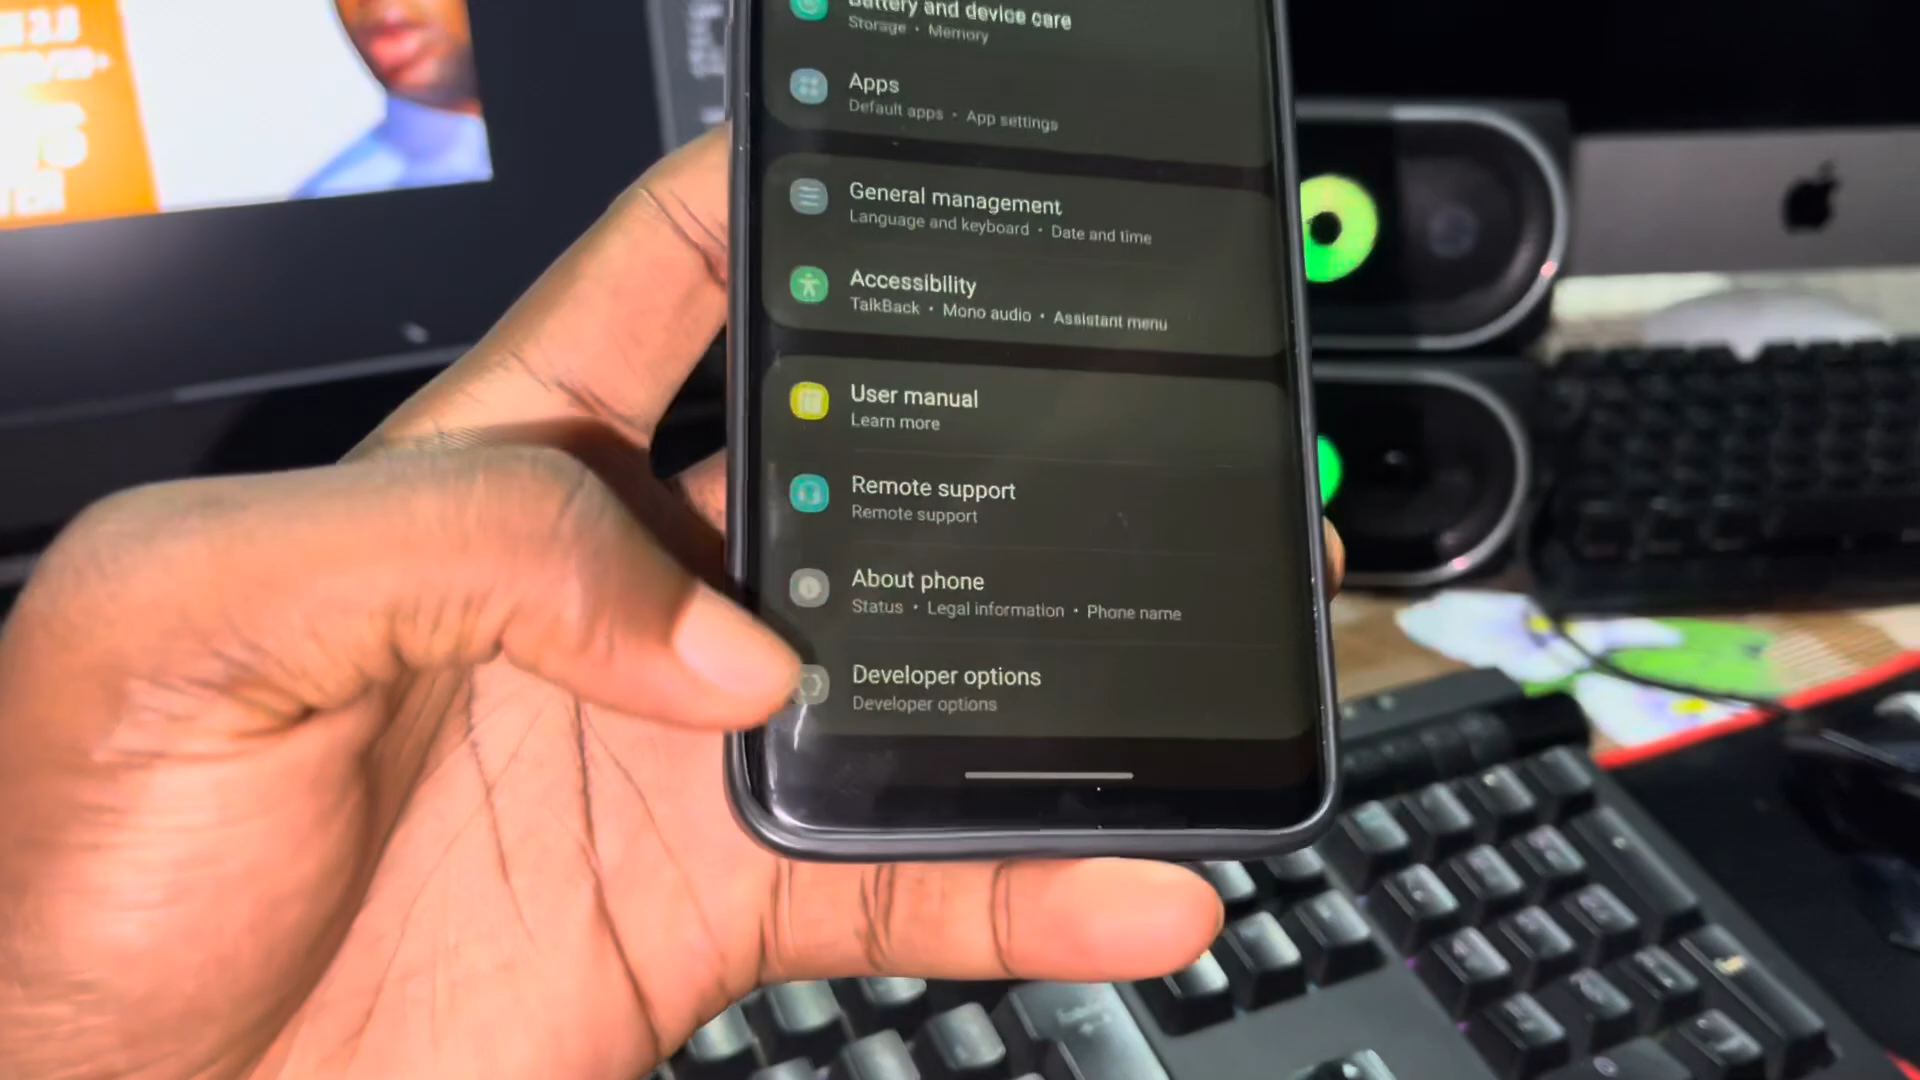 Battery and device care
Storage • Memory
Apps
Default apps • App settings
General management
Language and keyboard • Date and time
Accessibility
TalkBack • Mono audio • Assistant menu
User manual
Learn more
Remote support
Remote support
About phone
Status • Legal information • Phone name
Developer options
Developer options